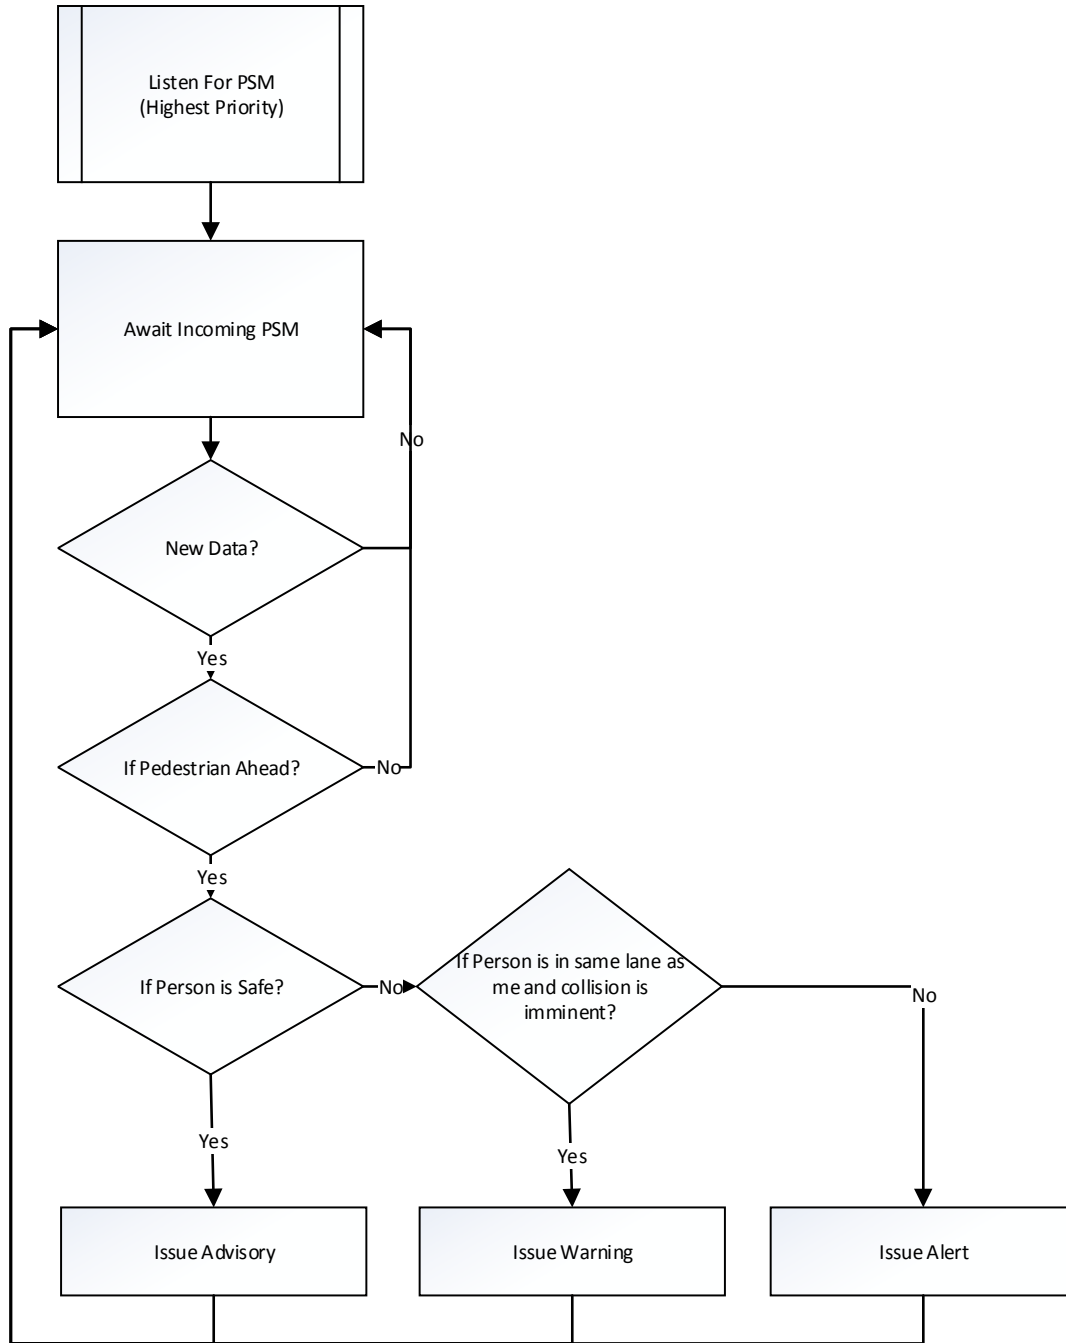 Listen For PSM
(Highest Priority)
Await Incoming PSM
No
New Data?
Yes
If Pedestrian Ahead?
No
Yes
If Person is Safe?
No
If Person is in same lane as
me and collision is
imminent?
No
Yes
Yes
Issue Advisory
Issue Warning
Issue Alert